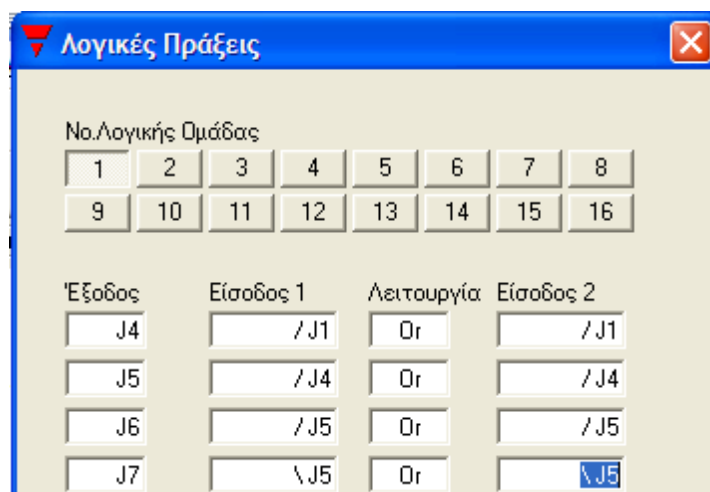 Λογικές Πράξεις
Νο.Λογικής Ομάδας
1 2 3 4 5 6 7 8
9 10 11 12 13 14 15 16
Έξοδος Είσοδος 1 Λειτουργία Είσοδος 2
J4 /J1 Or /J1
J5 /J4 Or /J4
J6 /J5 Or /J5
J7 \J5 Or \J5